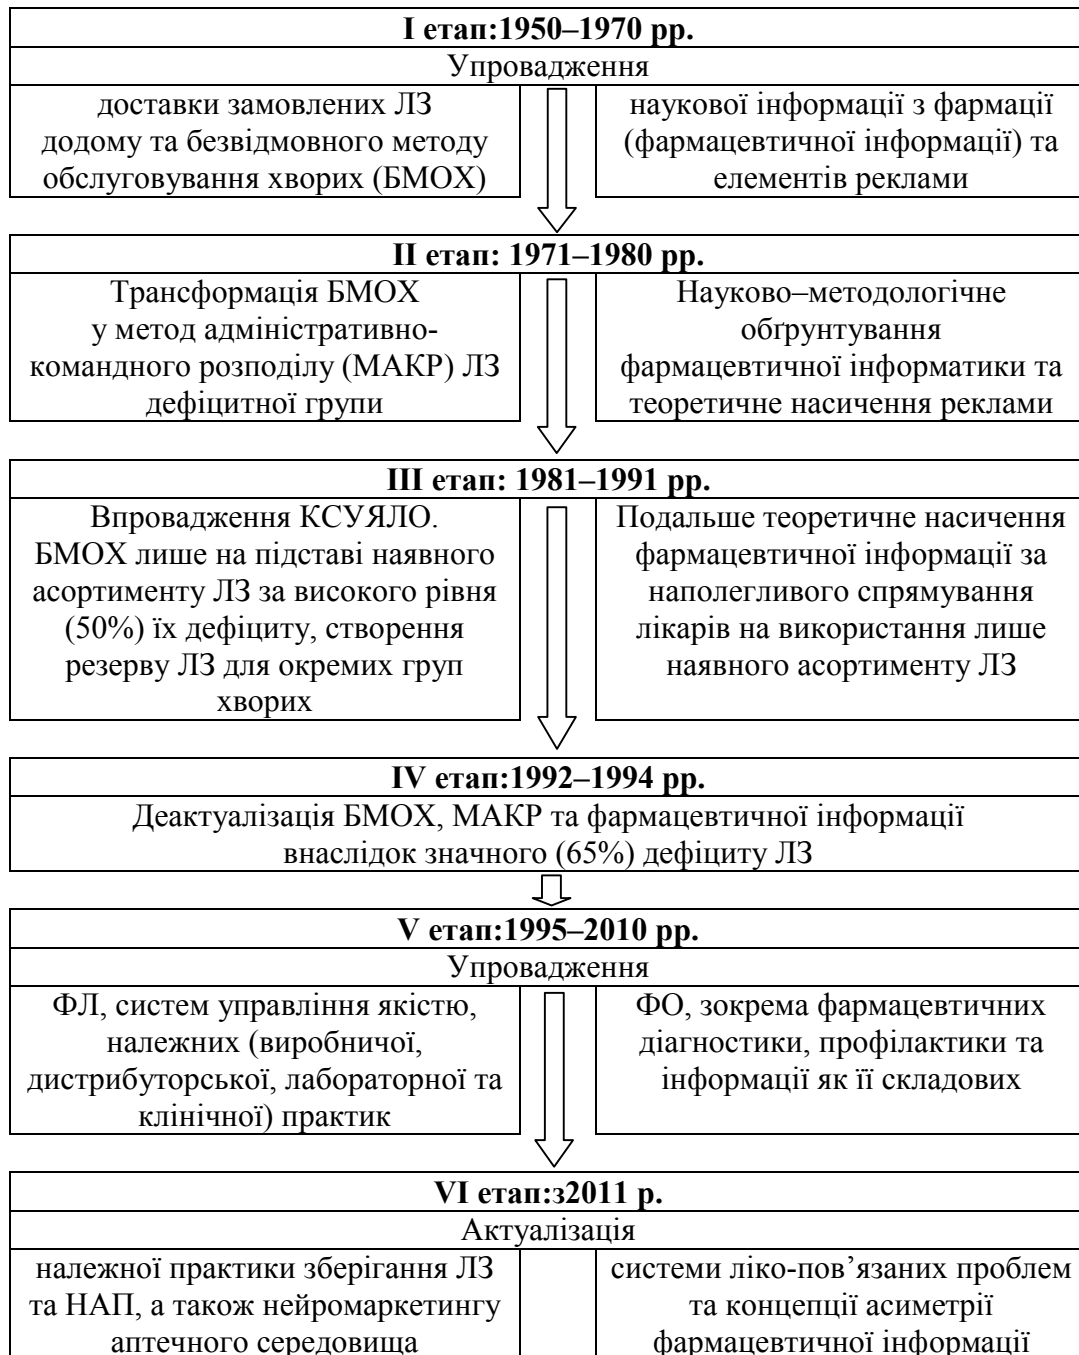 I етап:1950–1970 рр.
Упровадження
доставки замовлених ЛЗ
додому та безвідмовного методу
обслуговування хворих (БМОХ)
наукової інформації з фармації
(фармацевтичної інформації) та
елементів реклами
II етап: 1971–1980 рр.
Трансформація БМОХ
у метод адміністративно-
командного розподілу (МАКР) ЛЗ
дефіцитної групи
Науково–методологічне
обґрунтування
фармацевтичної інформатики та
теоретичне насичення реклами
III етап: 1981–1991 рр.
Впровадження КСУЯЛО.
БМОХ лише на підставі наявного
асортименту ЛЗ за високого рівня
(50%) їх дефіциту, створення
резерву ЛЗ для окремих груп
хворих
Подальше теоретичне насичення
фармацевтичної інформації за
наполегливого спрямування
лікарів на використання лише
наявного асортименту ЛЗ
IV етап:1992–1994 рр.
Деактуалізація БМОХ, МАКР та фармацевтичної інформації
внаслідок значного (65%) дефіциту ЛЗ
V етап:1995–2010 рр.
Упровадження
ФЛ, систем управління якістю,
належних (виробничої,
дистрибуторської, лабораторної та
клінічної) практик
ФО, зокрема фармацевтичних
діагностики, профілактики та
інформації як її складових
VI етап:з2011 р.
Актуалізація
належної практики зберігання ЛЗ
та НАП, а також нейромаркетингу
аптечного середовища
системи ліко-пов’язаних проблем
та концепції асиметрії
фармацевтичної інформації